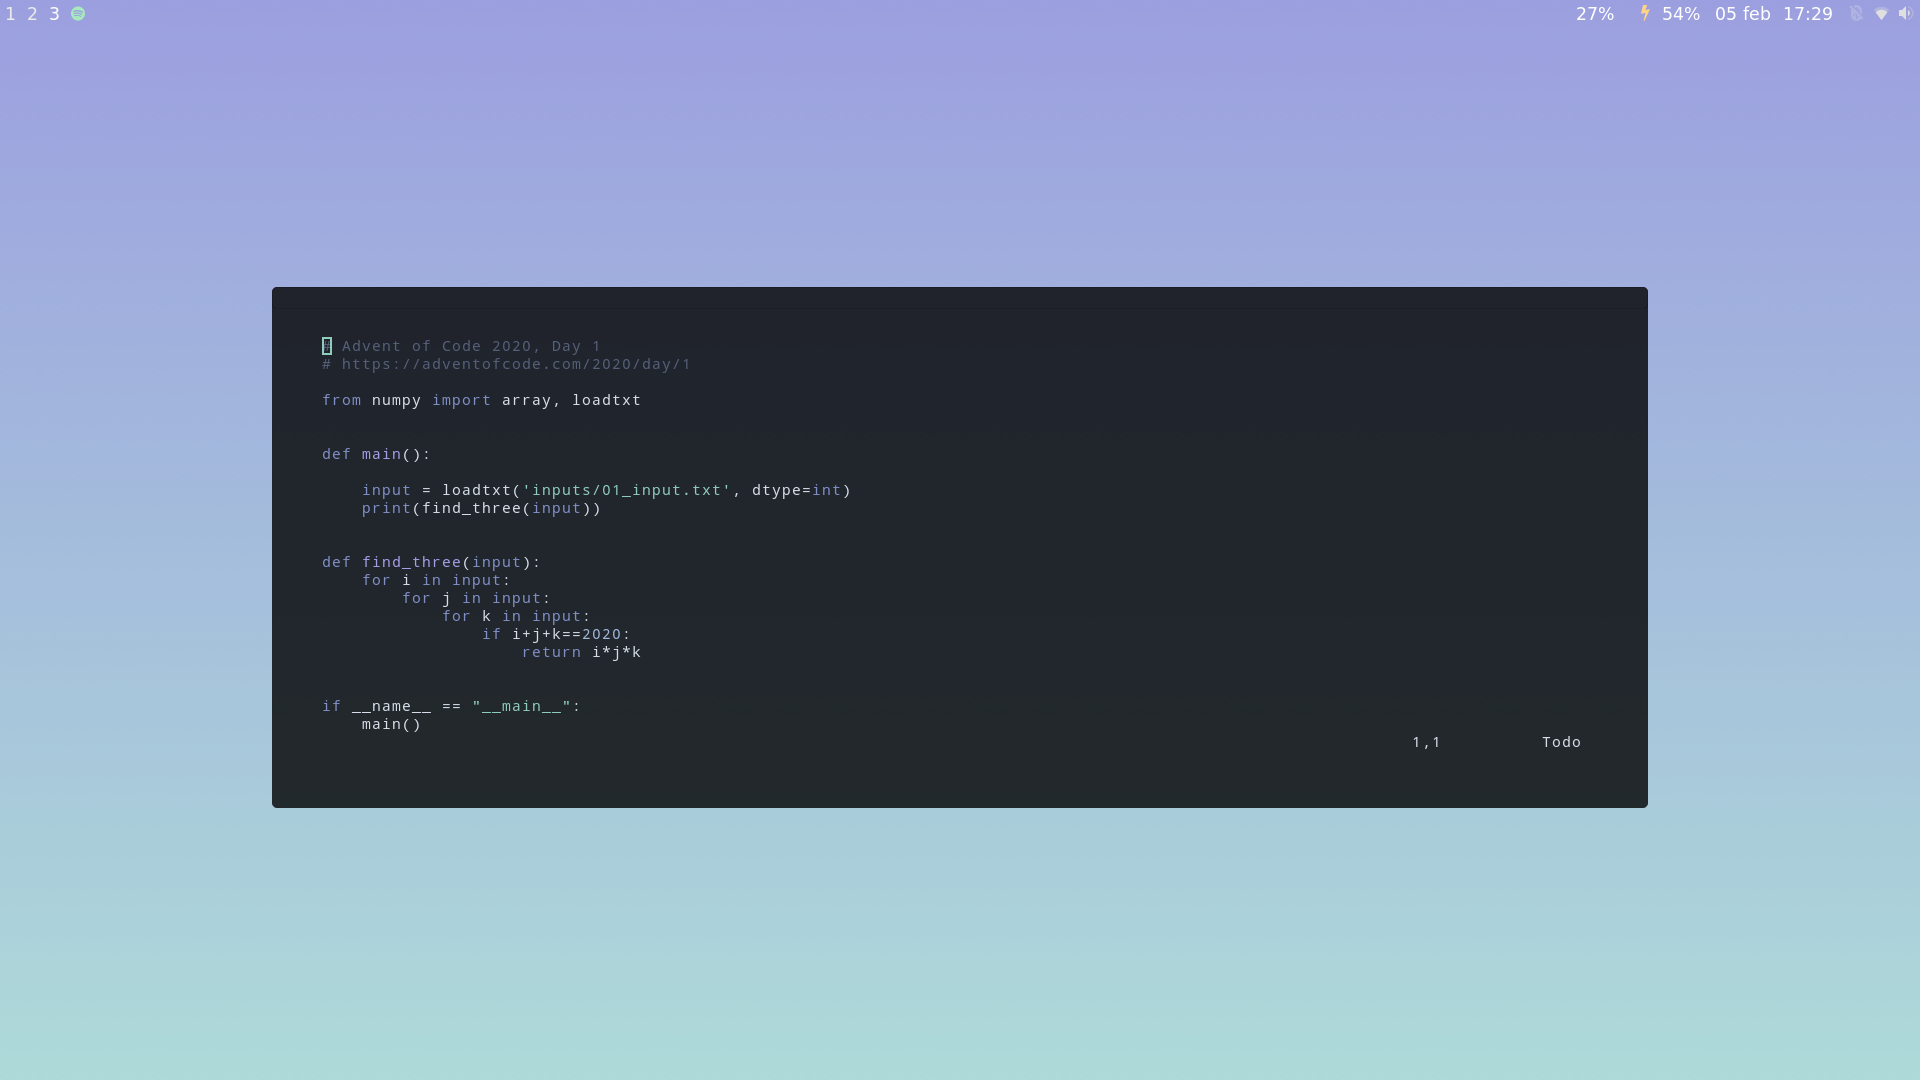 1 2 3
27% 54% 05 feb 17:29
# Advent of Code 2020, Day 1
# https://adventofcode.com/2020/day/1
from numpy import array, loadtxt
def main():
    input = loadtxt('inputs/01_input.txt', dtype=int)
    print(find_three(input))
def find_three(input):
    for i in input:
        for j in input:
            for k in input:
                if i+j+k==2020:
                    return i*j*k
if __name__ == "__main__":
    main()
1,1 Todo